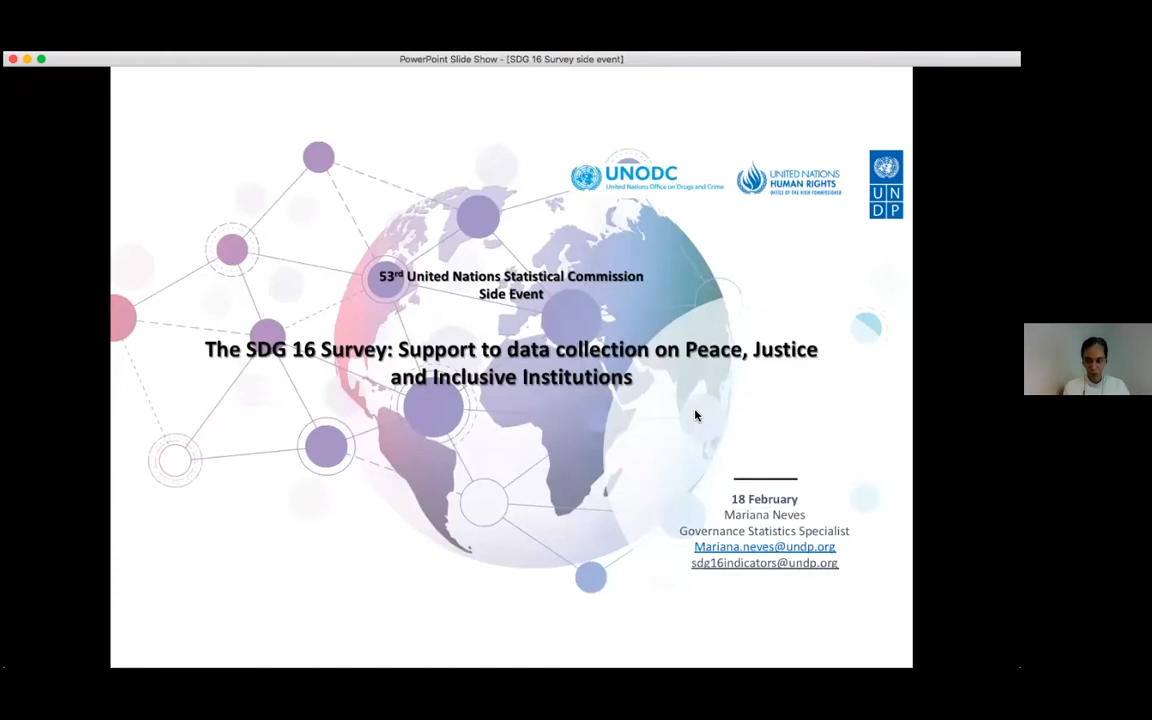 PowerPoint Slide Show - [SDG 16 Survey side event]
UNODC
United Nations Office on Drugs and Crime
UNITED NATIONS
HUMAN RIGHTS
OFFICE OF THE HIGH COMMISSIONER
UN
DP
53rd United Nations Statistical Commission
Side Event
The SDG 16 Survey: Support to data collection on Peace, Justice
and Inclusive Institutions
18 February
Mariana Neves
Governance Statistics Specialist
Mariana.neves@undp.org
sdg16indicators@undp.org